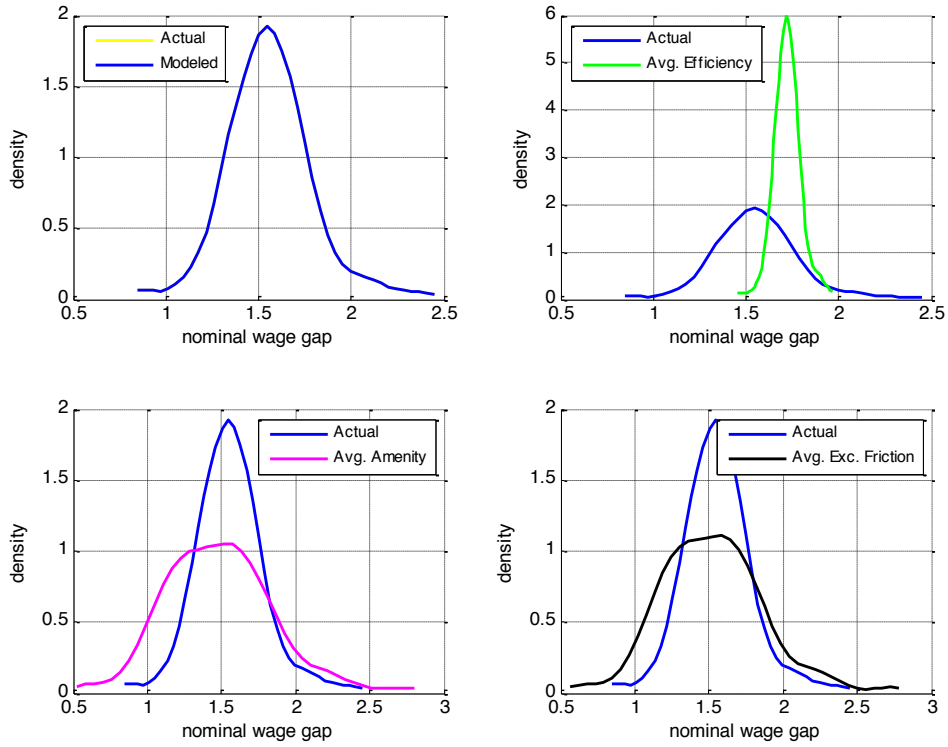 2
1.5
1
0.5
0
0.5 1 1.5 2 2.5
density
nominal wage gap
Actual
Modeled
6
5
4
3
2
1
0
0.5 1 1.5 2 2.5
density
nominal wage gap
Actual
Avg. Efficiency
2
1.5
1
0.5
0
0.5 1 1.5 2 2.5 3
density
nominal wage gap
Actual
Avg. Amenity
2
1.5
1
0.5
0
0.5 1 1.5 2 2.5 3
density
nominal wage gap
Actual
Avg. Exc. Friction